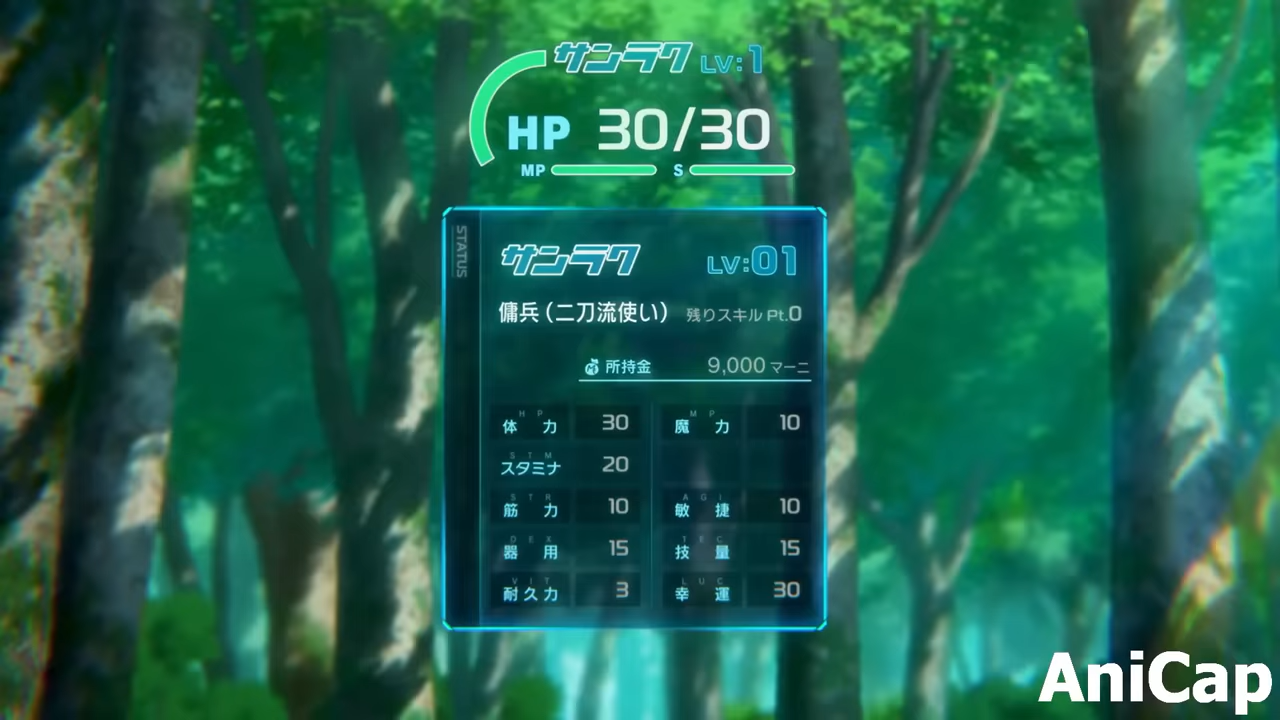 サンラク LV:1
HP 30/30
MP S
STATUS
サンラク LV:01
傭兵(二刀流使い) 残りスキル Pt.0
所持金 9,000 マーニ
HP MP
体力 30 魔力 10
STM
スタミナ 20
STR AGI
筋力 10 敏捷 10
DEX TEC
器用 15 技量 15
VIT LUC
耐久力 3 幸運 30
AniCap